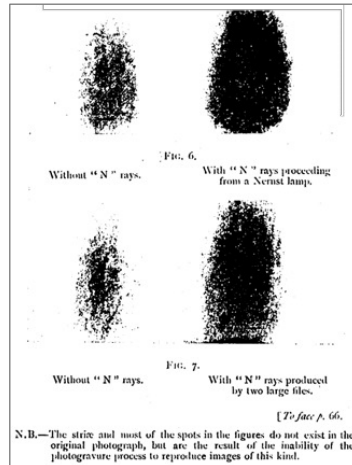 FIG. 6.
Without "N" rays.
With "N" rays proceeding
from a Nernst lamp.
FIG. 7.
Without "N" rays.
With "N" rays produced
by two large files.
[To face p. 66.
N.B.—The striæ and most of the spots in the figures do not exist in the
original photograph, but are the result of the inability of the
photogravure process to reproduce images of this kind.